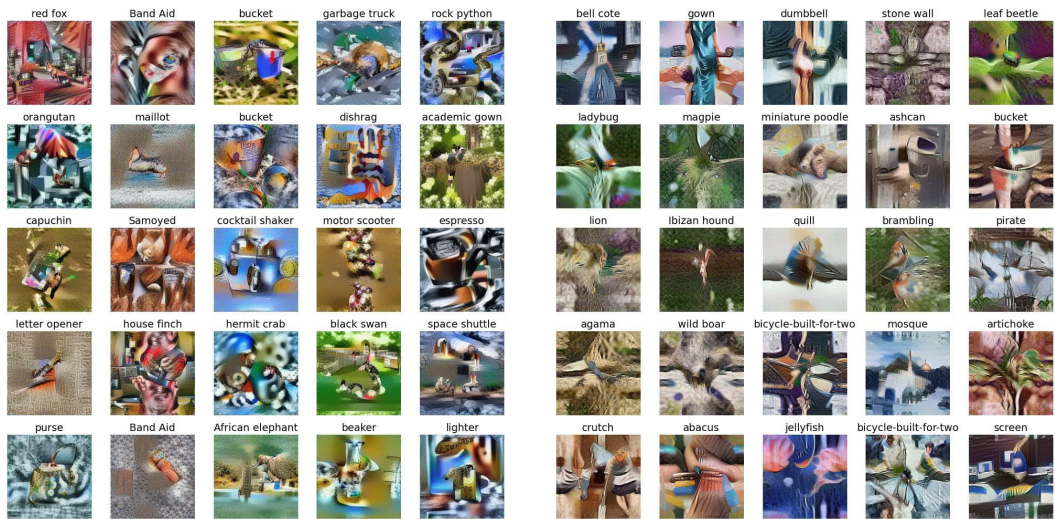 red fox Band Aid bucket garbage truck rock python
orangutan maillot bucket dishrag academic gown
capuchin Samoyed cocktail shaker motor scooter espresso
letter opener house finch hermit crab black swan space shuttle
purse Band Aid African elephant beaker lighter
bell cote gown dumbbell stone wall leaf beetle
ladybug magpie miniature poodle ashcan bucket
lion Ibizan hound quill brambling pirate
agama wild boar bicycle-built-for-two mosque artichoke
crutch abacus jellyfish bicycle-built-for-two screen